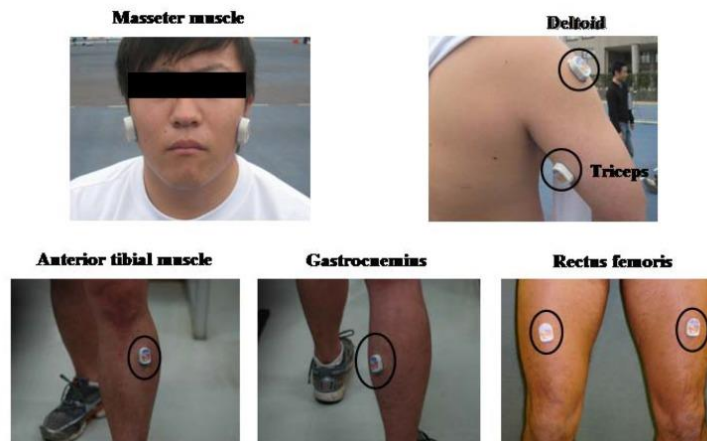 Masseter muscle
Deltoid
Triceps
Anterior tibial muscle
Gastrocnemius
Rectus femoris